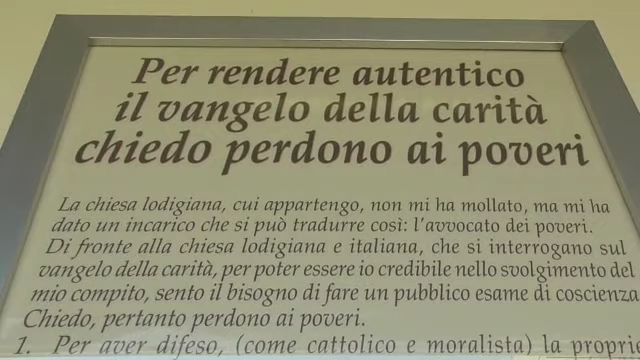 Per rendere autentico
il vangelo della carità
chiedo perdono ai poveri
La chiesa lodigiana, cui appartengo, non mi ha mollato, ma mi ha
dato un incarico che si può tradurre così: l'avvocato dei poveri.
Di fronte alla chiesa lodigiana e italiana, che si interrogano sul
vangelo della carità, per poter essere io credibile nello svolgimento del
mio compito, sento il bisogno di fare un pubblico esame di coscienza
Chiedo, pertanto perdono ai poveri.
1. Per aver difeso, (come cattolico e moralista) la proprie